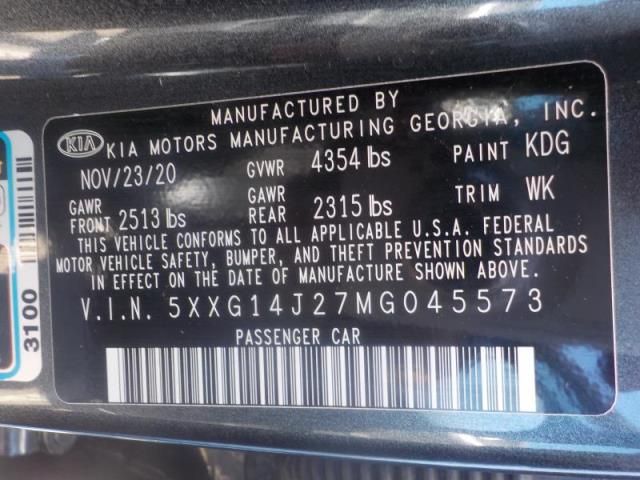 MANUFACTURED BY
KIA KIA MOTORS MANUFACTURING GEORGIA, INC.
NOV/23/20 GVWR 4354 lbs PAINT KDG
GAWR FRONT 2513 lbs GAWR REAR 2315 lbs TRIM WK
THIS VEHICLE CONFORMS TO ALL APPLICABLE U.S.A. FEDERAL
MOTOR VEHICLE SAFETY, BUMPER, AND THEFT PREVENTION STANDARDS
IN EFFECT ON THE DATE OF MANUFACTURE SHOWN ABOVE.
V.I.N. 5XXG14J27MG045573
PASSENGER CAR
3100